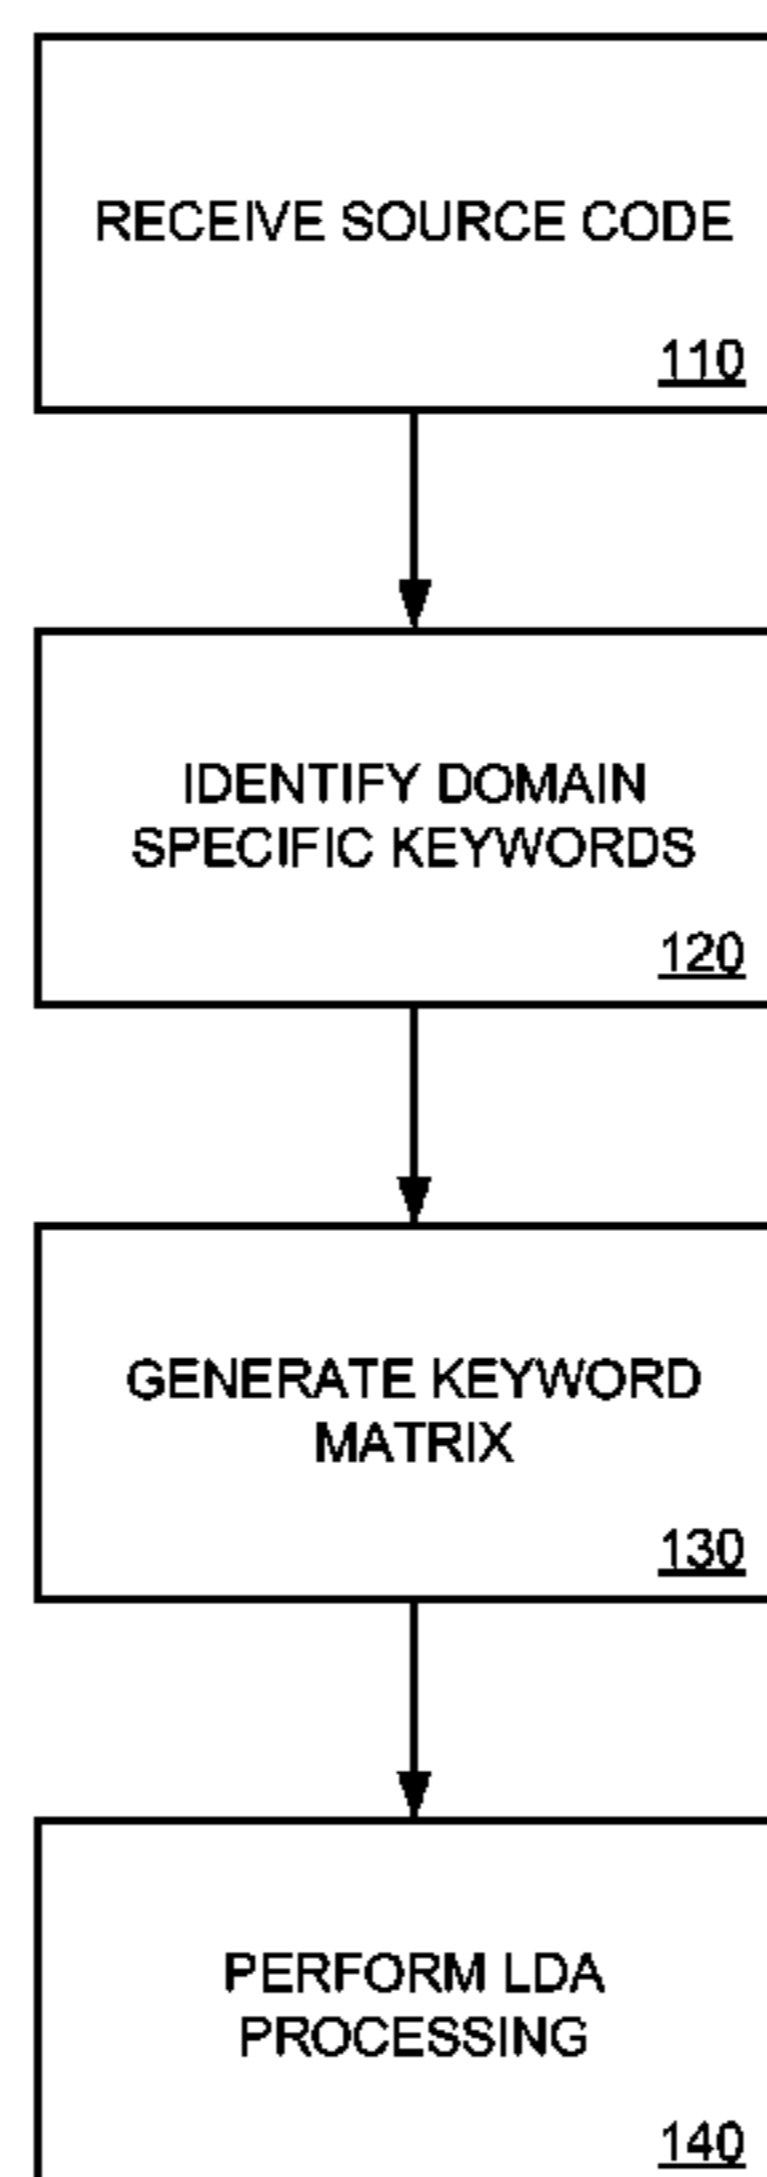 RECEIVE SOURCE CODE
110
IDENTIFY DOMAIN
SPECIFIC KEYWORDS
120
GENERATE KEYWORD
MATRIX
130
PERFORM LDA
PROCESSING
140